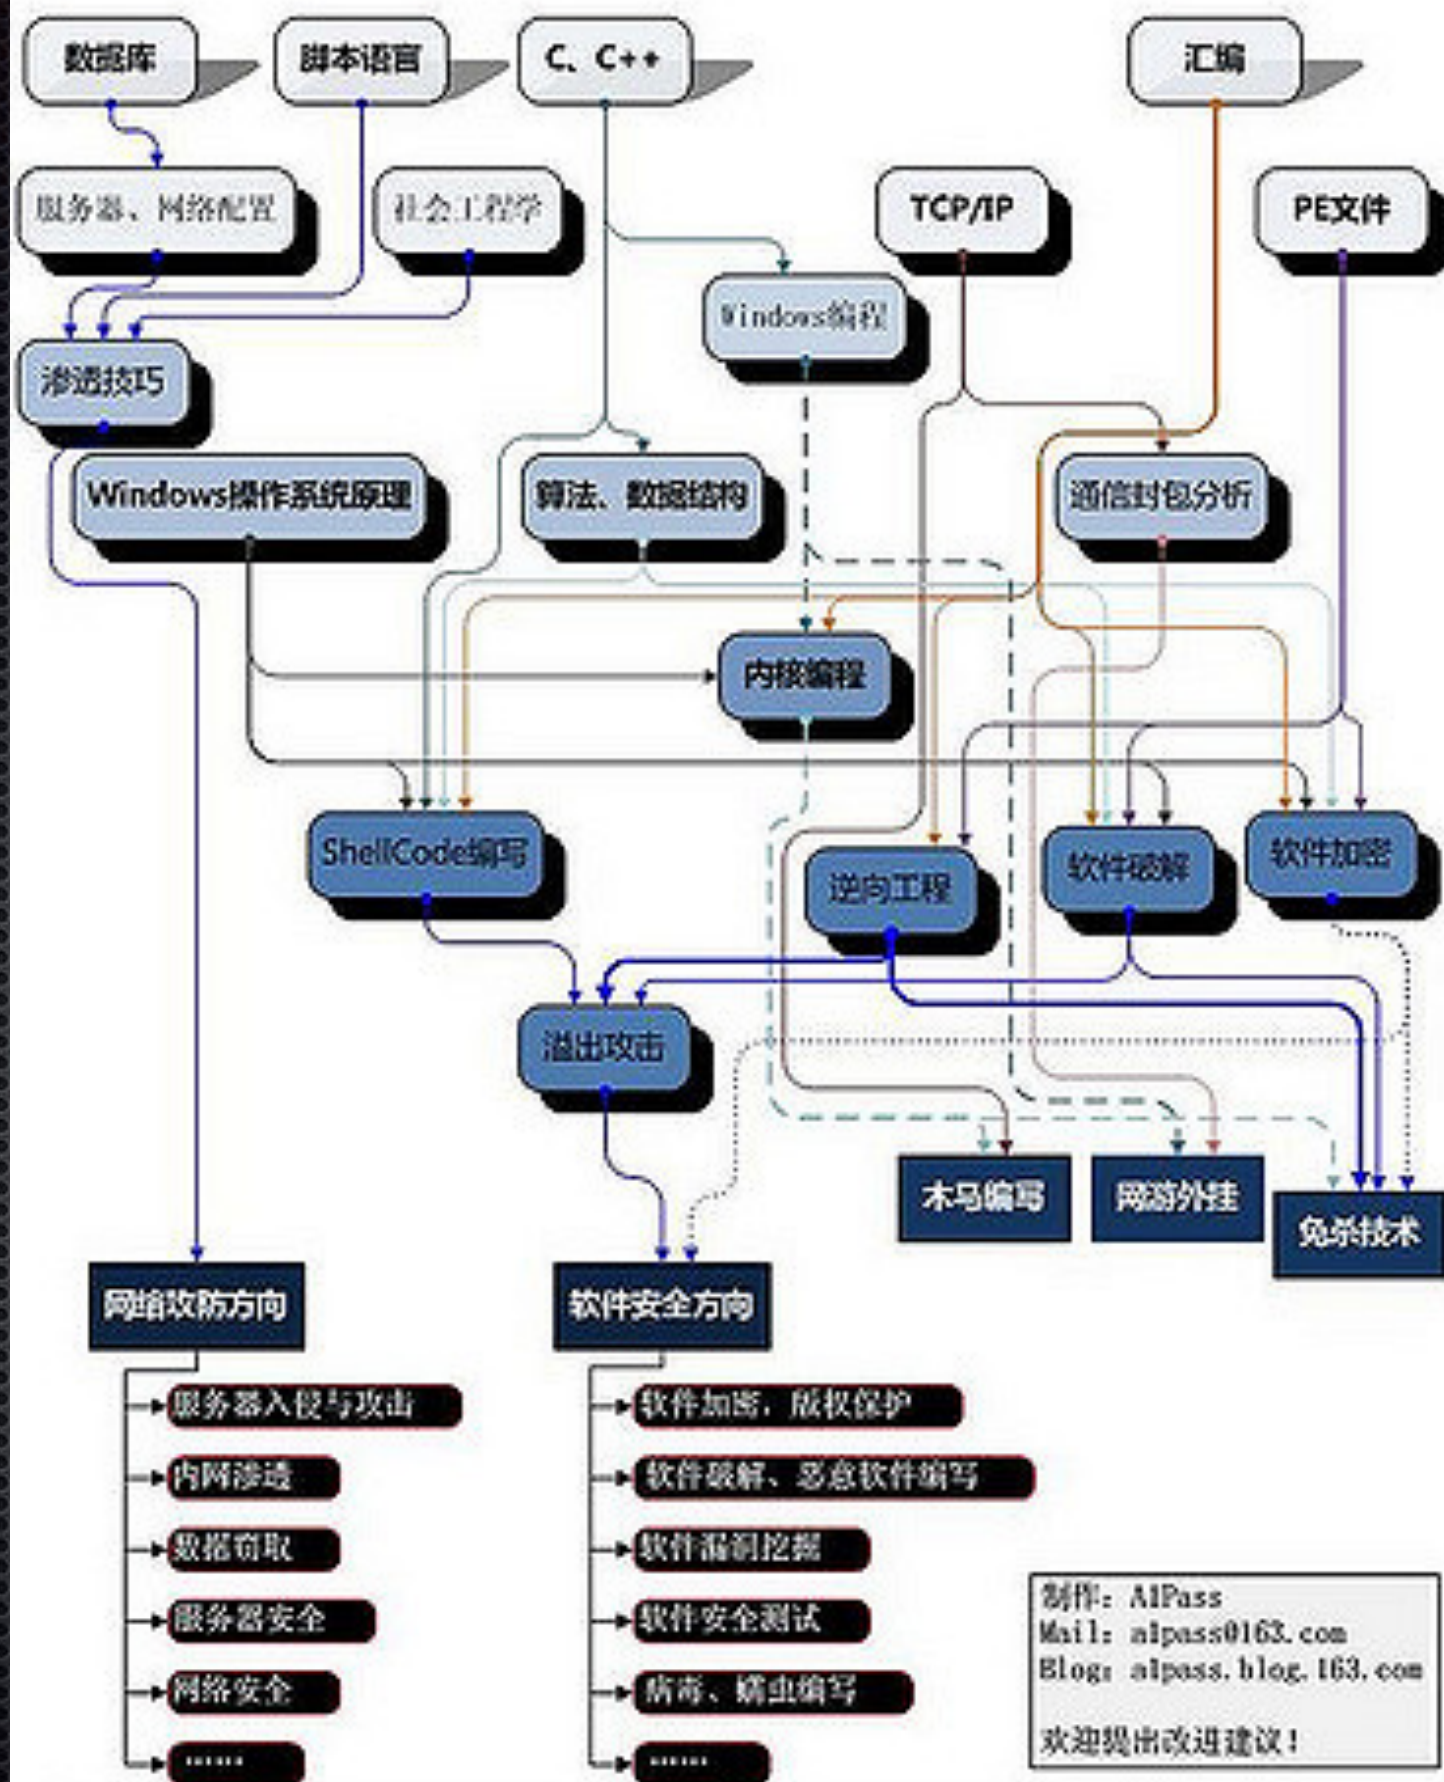 数据库
脚本语言
C、C++
汇编
服务器、网络配置
社会工程学
TCP/IP
PE文件
Windows编程
渗透技巧
Windows操作系统原理
算法、数据结构
通信封包分析
内核编程
ShellCode编写
逆向工程
软件破解
软件加密
溢出攻击
木马编写
网游外挂
免杀技术
网络攻防方向
软件安全方向
服务器入侵与攻击
内网渗透
数据窃取
服务器安全
网络安全
......
软件加密，版权保护
软件破解、恶意软件编写
软件漏洞挖掘
软件安全测试
病毒、蠕虫编写
......
制作：A1Pass
Mail：a1pass@163.com
Blog：a1pass.blog.163.com
欢迎提出改进建议！